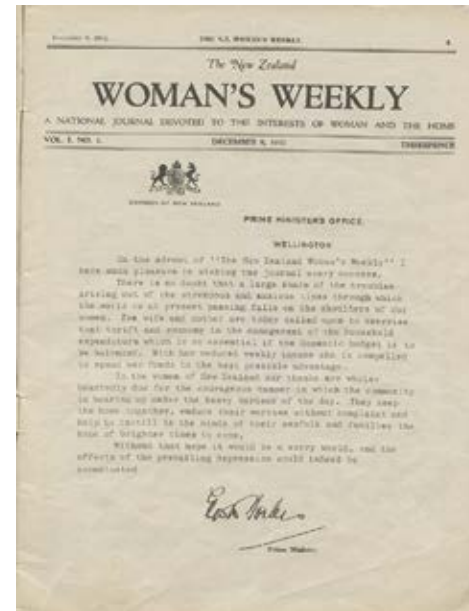 THE N.Z. WOMAN'S WEEKLY.
The New Zealand
WOMAN'S WEEKLY
A NATIONAL JOURNAL DEVOTED TO THE INTERESTS OF WOMAN AND THE HOME
VOL. I. NO. 1.
DECEMBER 8, 1932
THREEPENCE
DOMINION OF NEW ZEALAND
PRIME MINISTER'S OFFICE,
WELLINGTON
On the advent of "The New Zealand Woman's Weekly" I
have much pleasure in wishing the journal every success.
There is no doubt that a large share of the troubles
arising out of the strenuous and anxious times through which
the world is at present passing falls on the shoulders of our
women. The wife and mother are today called upon to exercise
that thrift and economy in the management of the household
expenditure which is so essential if the domestic budget is to
be balanced. With her reduced weekly income she is compelled
to spend her funds to the best possible advantage.
To the women of New Zealand our thanks are whole-
heartedly due for the courageous manner in which the community
is bearing up under the heavy burdens of the day. They keep
the home together, endure their worries without complaint and
help to instill in the minds of their menfolk and families the
hope of brighter times to come.
Without that hope it would be a sorry world, and the
effects of the prevailing depression could indeed be
Prime Minister.